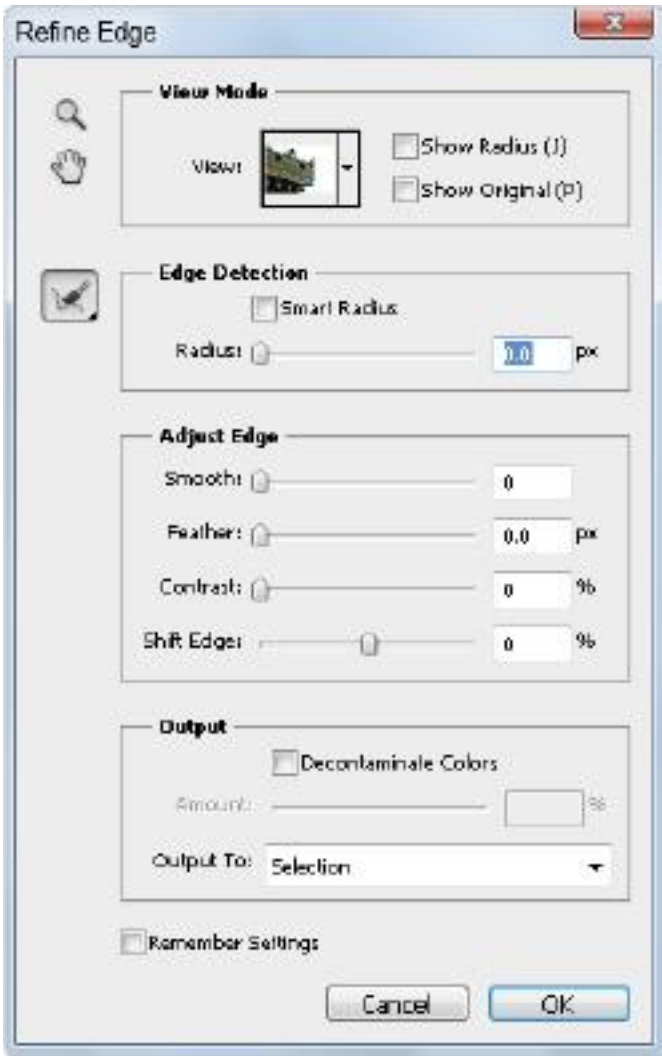 Refine Edge
View Mode
View:
Show Radius (J)
Show Original (P)
Edge Detection
Smart Radius
Radius: 0.0 px
Adjust Edge
Smooth: 0
Feather: 0.0 px
Contrast: 0 %
Shift Edge: 0 %
Output
Decontaminate Colors
Amount: %
Output To: Selection
Remember Settings
Cancel OK